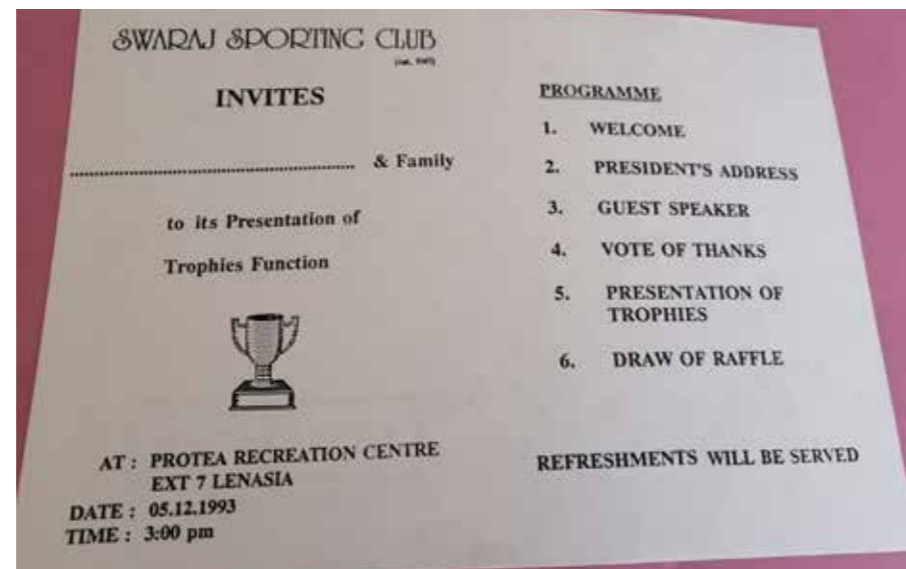 SWARAJ SPORTING CLUB
INVITES
& Family
to its Presentation of
Trophies Function
AT : PROTEA RECREATION CENTRE
EXT 7 LENASIA
DATE : 05.12.1993
TIME : 3:00 pm
PROGRAMME
1. WELCOME
2. PRESIDENT'S ADDRESS
3. GUEST SPEAKER
4. VOTE OF THANKS
5. PRESENTATION OF
TROPHIES
6. DRAW OF RAFFLE
REFRESHMENTS WILL BE SERVED